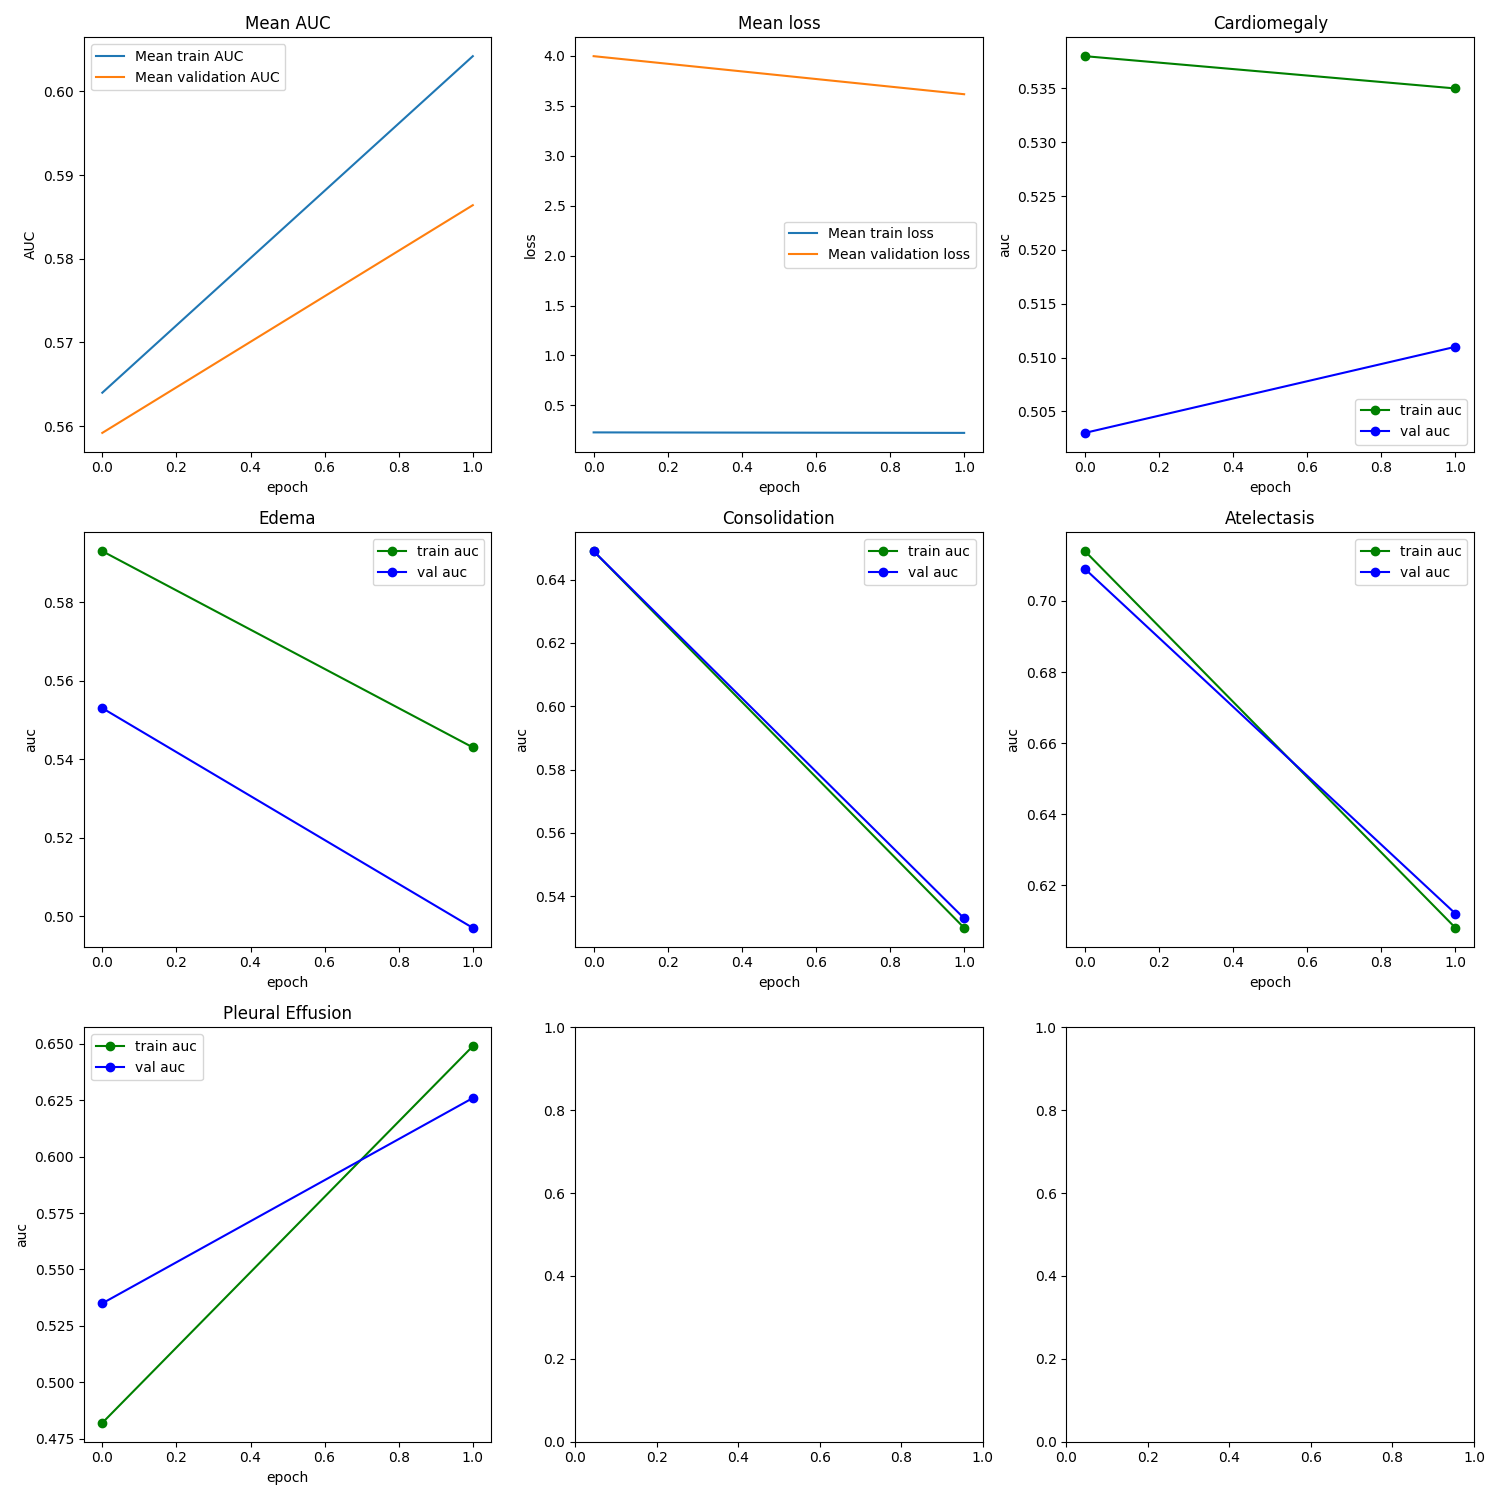 Mean AUC
Mean train AUC
Mean validation AUC
0.60
0.59
0.58
0.57
0.56
AUC
0.0 0.2 0.4 0.6 0.8 1.0
epoch
Mean loss
4.0
3.5
3.0
2.5
2.0
1.5
1.0
0.5
loss
Mean train loss
Mean validation loss
0.0 0.2 0.4 0.6 0.8 1.0
epoch
Cardiomegaly
0.535
0.530
0.525
0.520
0.515
0.510
0.505
auc
train auc
val auc
0.0 0.2 0.4 0.6 0.8 1.0
epoch
Edema
train auc
val auc
0.58
0.56
0.54
0.52
0.50
auc
0.0 0.2 0.4 0.6 0.8 1.0
epoch
Consolidation
train auc
val auc
0.64
0.62
0.60
0.58
0.56
0.54
auc
0.0 0.2 0.4 0.6 0.8 1.0
epoch
Atelectasis
train auc
val auc
0.70
0.68
0.66
0.64
0.62
auc
0.0 0.2 0.4 0.6 0.8 1.0
epoch
Pleural Effusion
train auc
val auc
0.650
0.625
0.600
0.575
0.550
0.525
0.500
0.475
auc
0.0 0.2 0.4 0.6 0.8 1.0
epoch
1.0
0.8
0.6
0.4
0.2
0.0
0.0 0.2 0.4 0.6 0.8 1.0
1.0
0.8
0.6
0.4
0.2
0.0
0.0 0.2 0.4 0.6 0.8 1.0